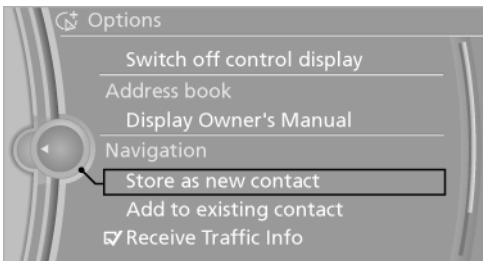 Options
Switch off control display
Address book
Display Owner's Manual
Navigation
Store as new contact
Add to existing contact
Receive Traffic Info